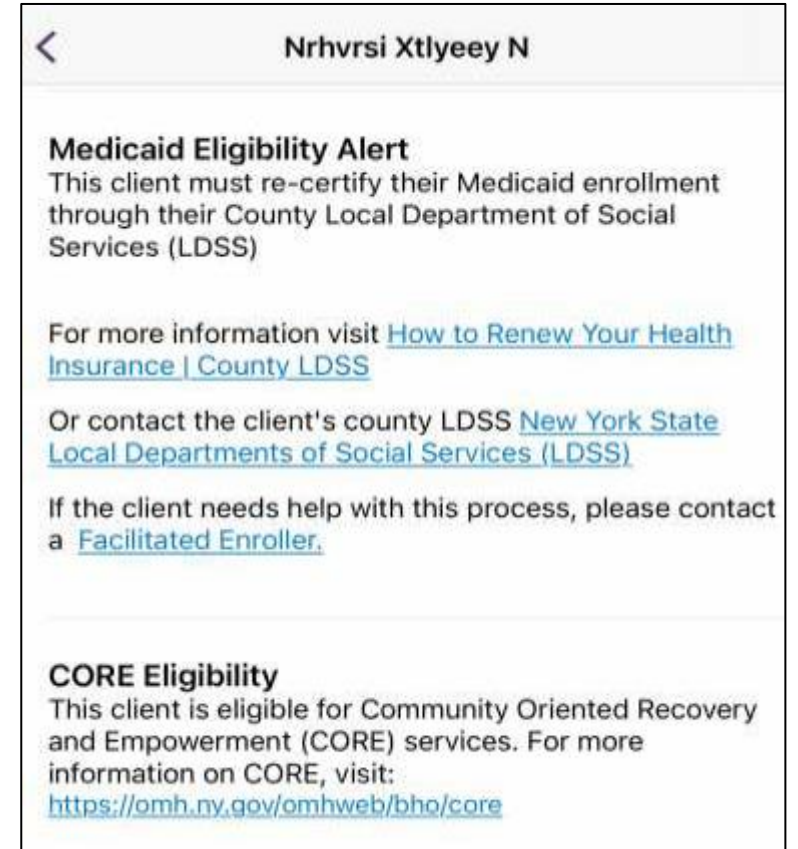 Nrhvrsi Xtlyeey N
Medicaid Eligibility Alert
This client must re-certify their Medicaid enrollment
through their County Local Department of Social
Services (LDSS)
For more information visit How to Renew Your Health
Insurance | County LDSS
Or contact the client's county LDSS New York State
Local Departments of Social Services (LDSS)
If the client needs help with this process, please contact
a Facilitated Enroller.
CORE Eligibility
This client is eligible for Community Oriented Recovery
and Empowerment (CORE) services. For more
information on CORE, visit:
https://omh.ny.gov/omhweb/bho/core